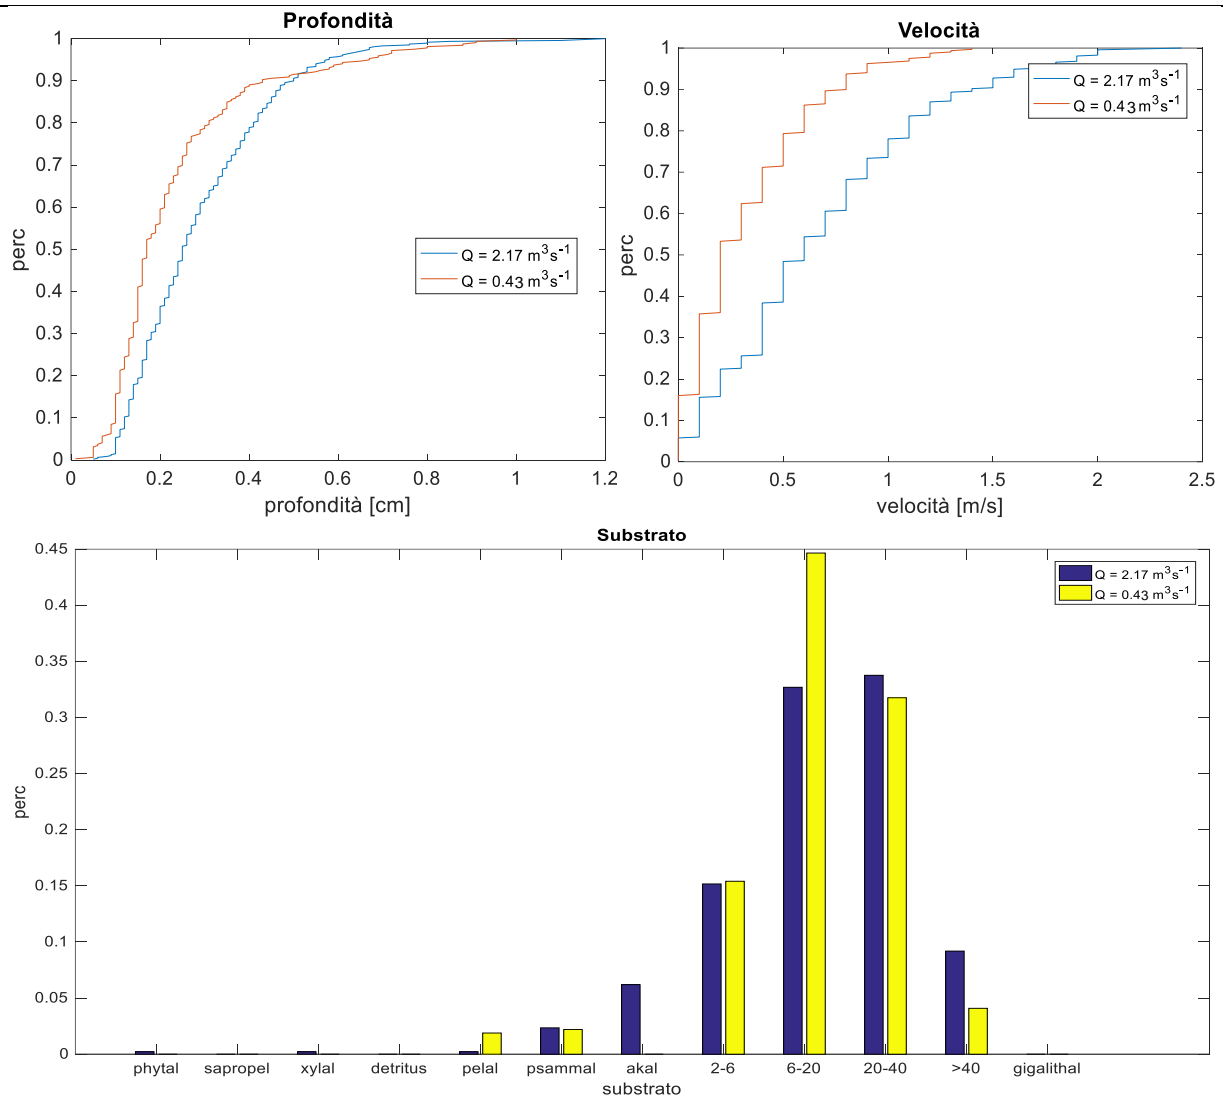 Profondità
1
0.9
0.8
0.7
0.6
0.5
0.4
0.3
0.2
0.1
0
perc
Q = 2.17 m³s⁻¹
Q = 0.43 m³s⁻¹
0 0.2 0.4 0.6 0.8 1 1.2
profondità [cm]
Velocità
1
0.9
0.8
0.7
0.6
0.5
0.4
0.3
0.2
0.1
0
perc
Q = 2.17 m³s⁻¹
Q = 0.43 m³s⁻¹
0 0.5 1 1.5 2 2.5
velocità [m/s]
Substrato
0.45
0.4
0.35
0.3
0.25
0.2
0.15
0.1
0.05
0
perc
Q = 2.17 m³s⁻¹
Q = 0.43 m³s⁻¹
phytal sapropel xylal detritus pelal psammal akal 2-6 6-20 20-40 >40 gigalithal
substrato